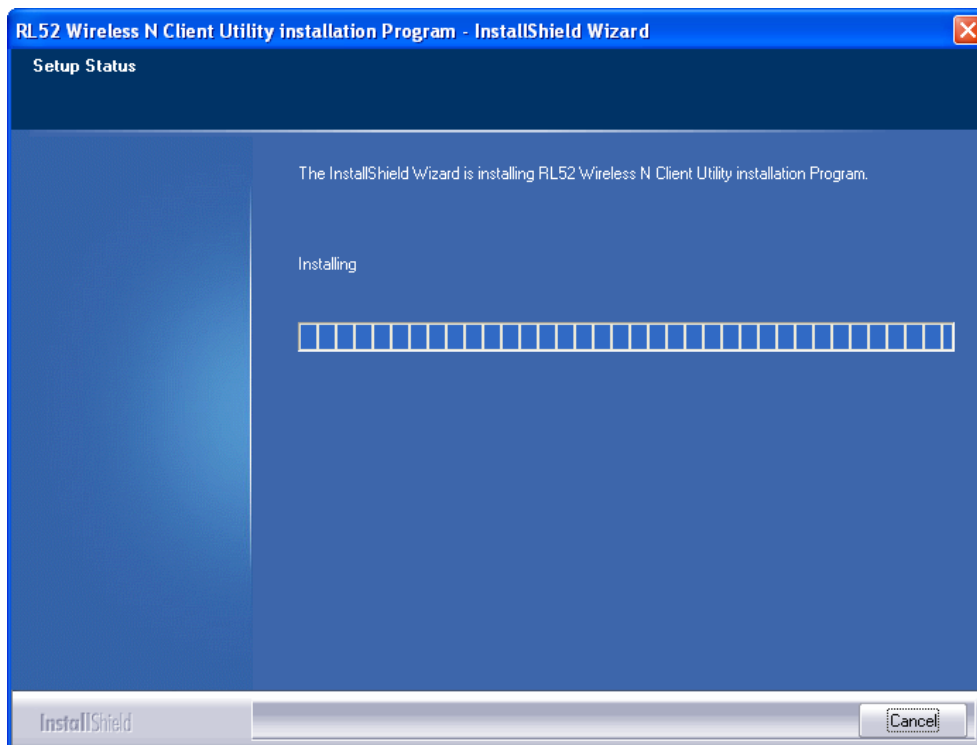 RL52 Wireless N Client Utility installation Program - InstallShield Wizard
Setup Status
The InstallShield Wizard is installing RL52 Wireless N Client Utility installation Program.
Installing
InstallShield
Cancel